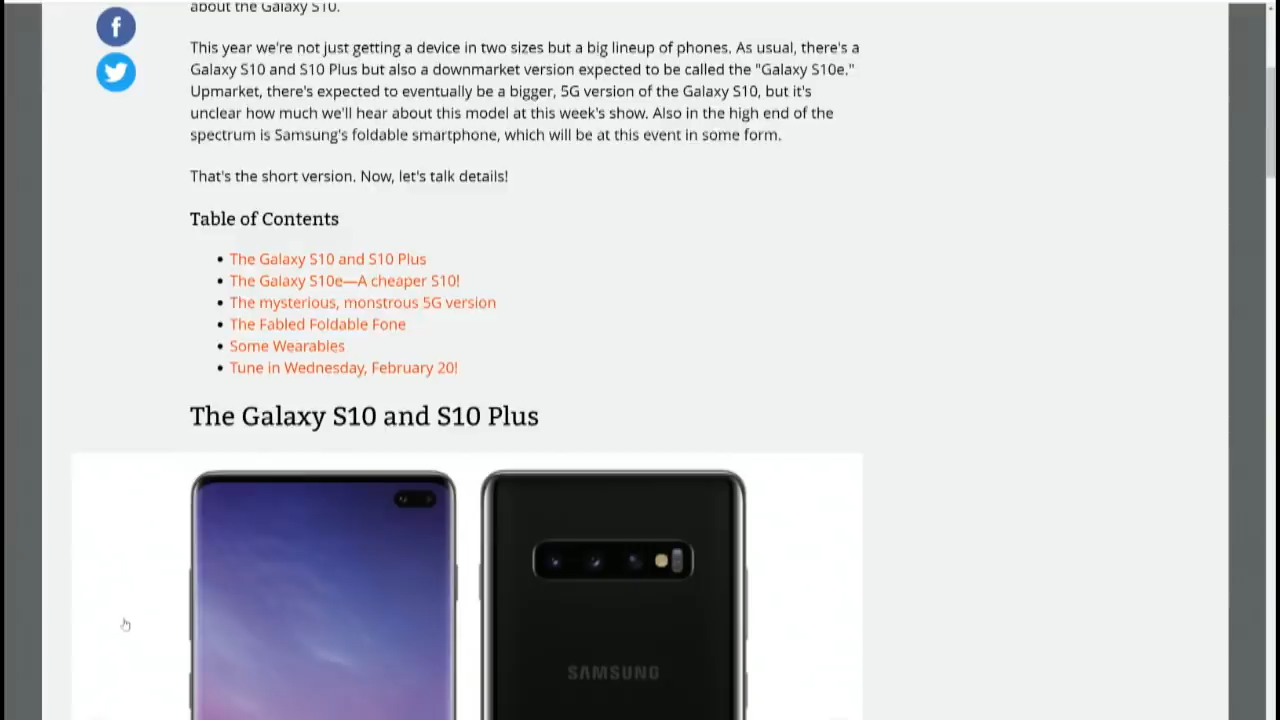 about the Galaxy S10.
This year we're not just getting a device in two sizes but a big lineup of phones. As usual, there's a
Galaxy S10 and S10 Plus but also a downmarket version expected to be called the "Galaxy S10e."
Upmarket, there's expected to eventually be a bigger, 5G version of the Galaxy S10, but it's
unclear how much we'll hear about this model at this week's show. Also in the high end of the
spectrum is Samsung's foldable smartphone, which will be at this event in some form.
That's the short version. Now, let's talk details!
Table of Contents
The Galaxy S10 and S10 Plus
The Galaxy S10e—A cheaper S10!
The mysterious, monstrous 5G version
The Fabled Foldable Fone
Some Wearables
Tune in Wednesday, February 20!
The Galaxy S10 and S10 Plus
SAMSUNG